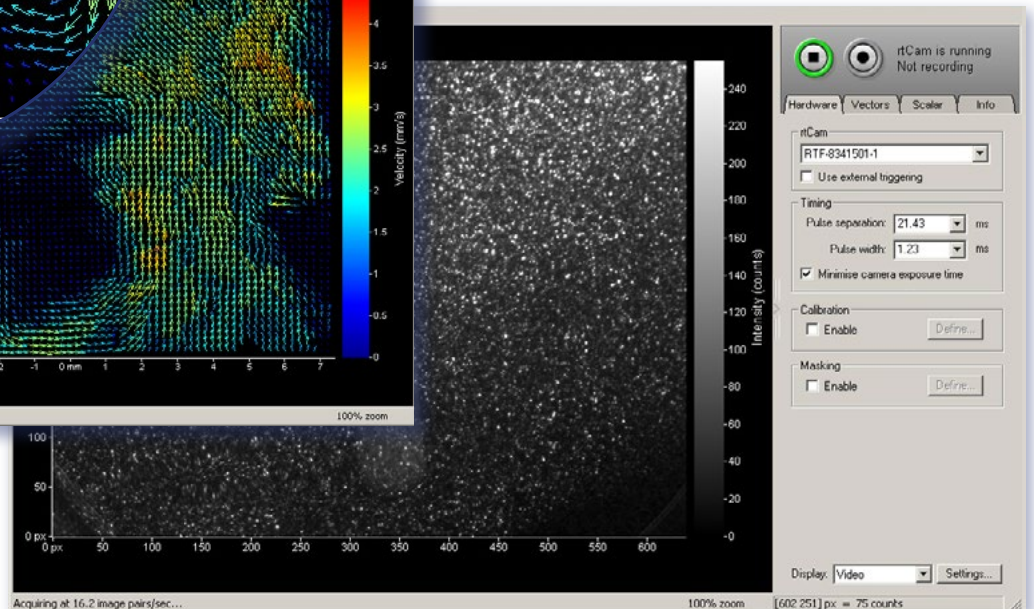 -4
-3.5
-3
-2.5
-2
-1.5
-1
-0.5
-0
Velocity (mm/s)
-1 0 mm 1 2 3 4 5 6 7
100% zoom
240
220
200
180
160
140
120
100
80
60
40
20
0
Intensity (counts)
100
50
0 px
0 px 50 100 150 200 250 300 350 400 450 500 550 600
Acquiring at 16.2 image pairs/sec...
100% zoom
[602 251] px = 75 counts
rtCam is running
Not recording
Hardware Vectors Scalar Info
rtCam
RTF-8341501-1
Use external triggering
Timing
Pulse separation: 21.43 ms
Pulse width: 1.23 ms
Minimise camera exposure time
Calibration
Enable Define...
Masking
Enable Define...
Display: Video Settings...